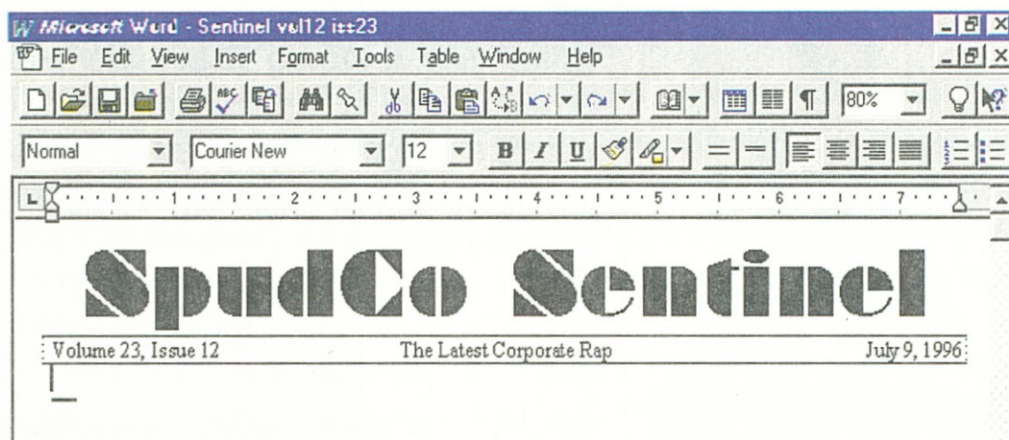 Microsoft Word - Sentinel vol12 iss23
File Edit View Insert Format Tools Table Window Help
80%
Normal Courier New 12 B I U
1 2 3 4 5 6 7
SpudCo Sentinel
Volume 23, Issue 12 The Latest Corporate Rap July 9, 1996